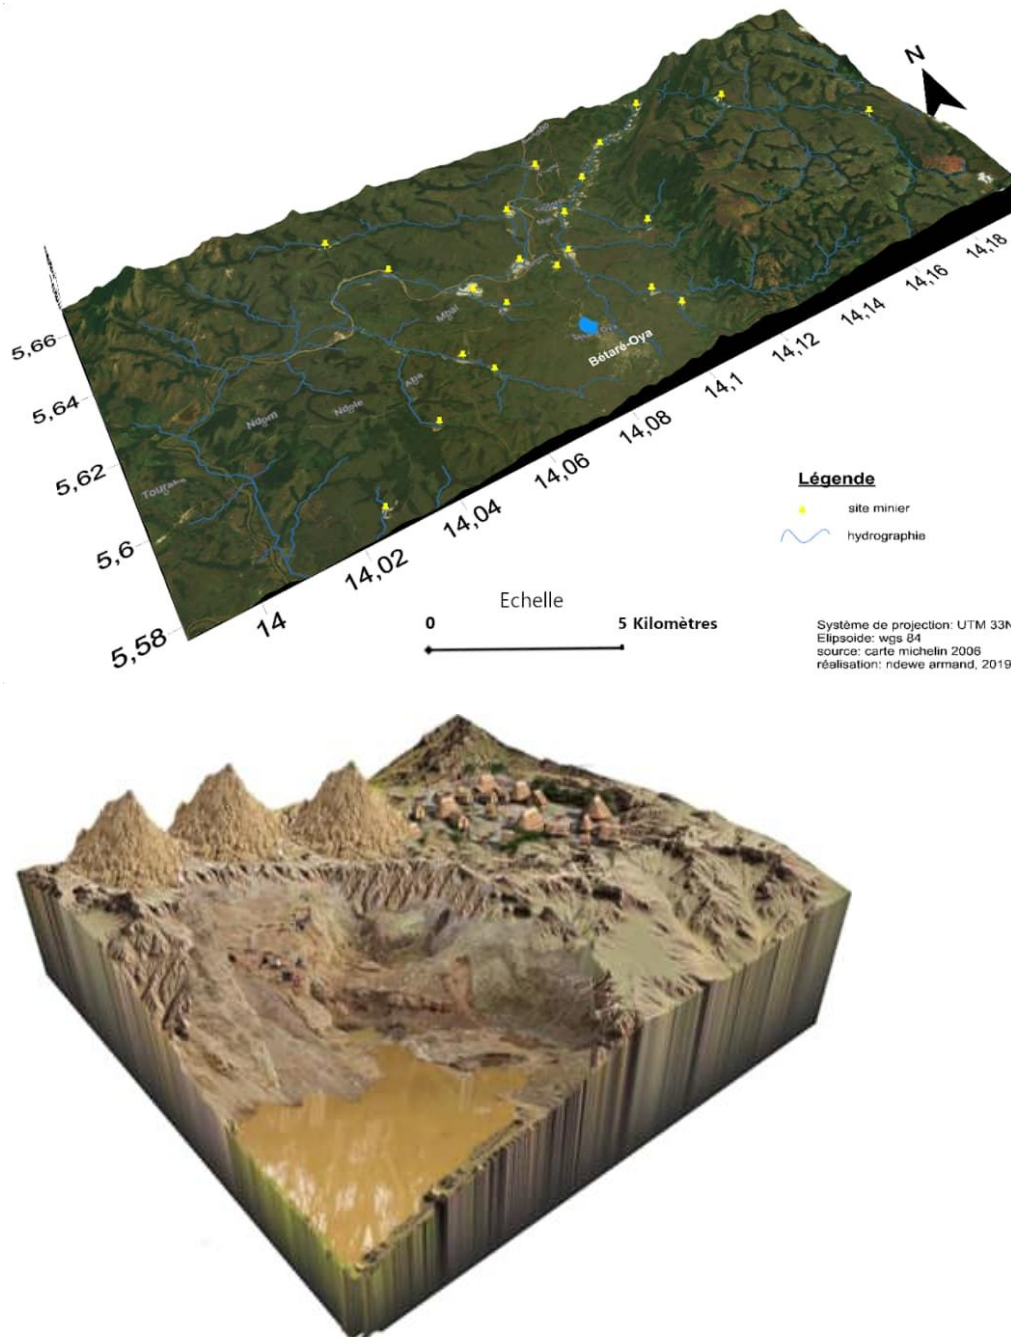 N
5,66
5,64
5,62
5,6
5,58
14
14,02
14,04
14,06
14,08
14,1
14,12
14,14
14,16
14,18
Mbal
Bétaré-Oya
Ndom
Ndole
Légende
site minier
hydrographie
Echelle
0
5 Kilomètres
Système de projection: UTM 33N
Elipsoide: wgs 84
source: carte michelin 2006
réalisation: ndewe armand, 2019